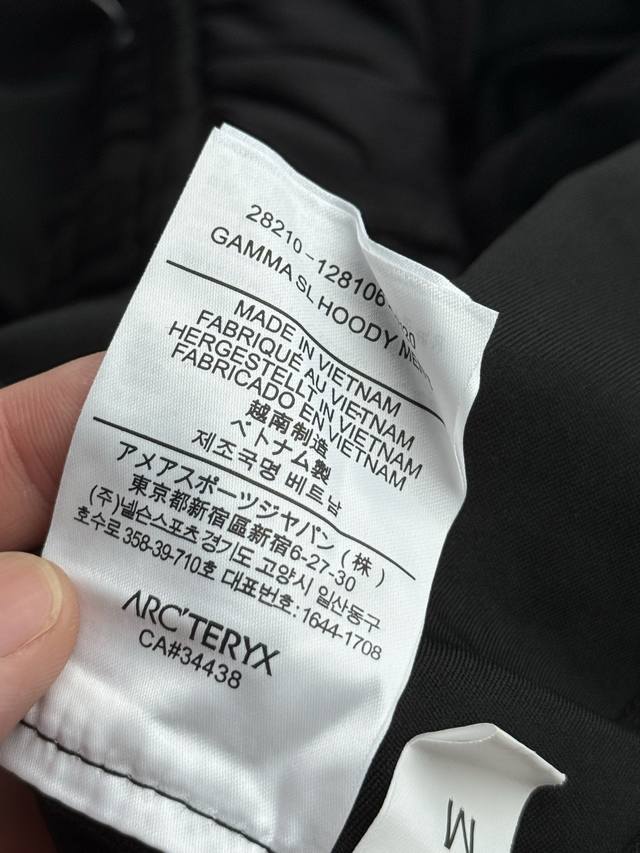 28210-128106
GAMMA SL HOODY
MADE IN VIETNAM
FABRIQUÉ AU VIETNAM
HERGESTELLT IN VIETNAM
FABRICADO EN VIETNAM
越南制造
ベトナム製
제조국명 베트남
アメアスポーツジヤパン (株)
東京都新宿區新宿6-27-30
(주)넬슨스포츠 경기도 고양시 일산동구
호수로 358-39-710호 대표번호: 1644-1708
ARC'TERYX
CA#34438
M